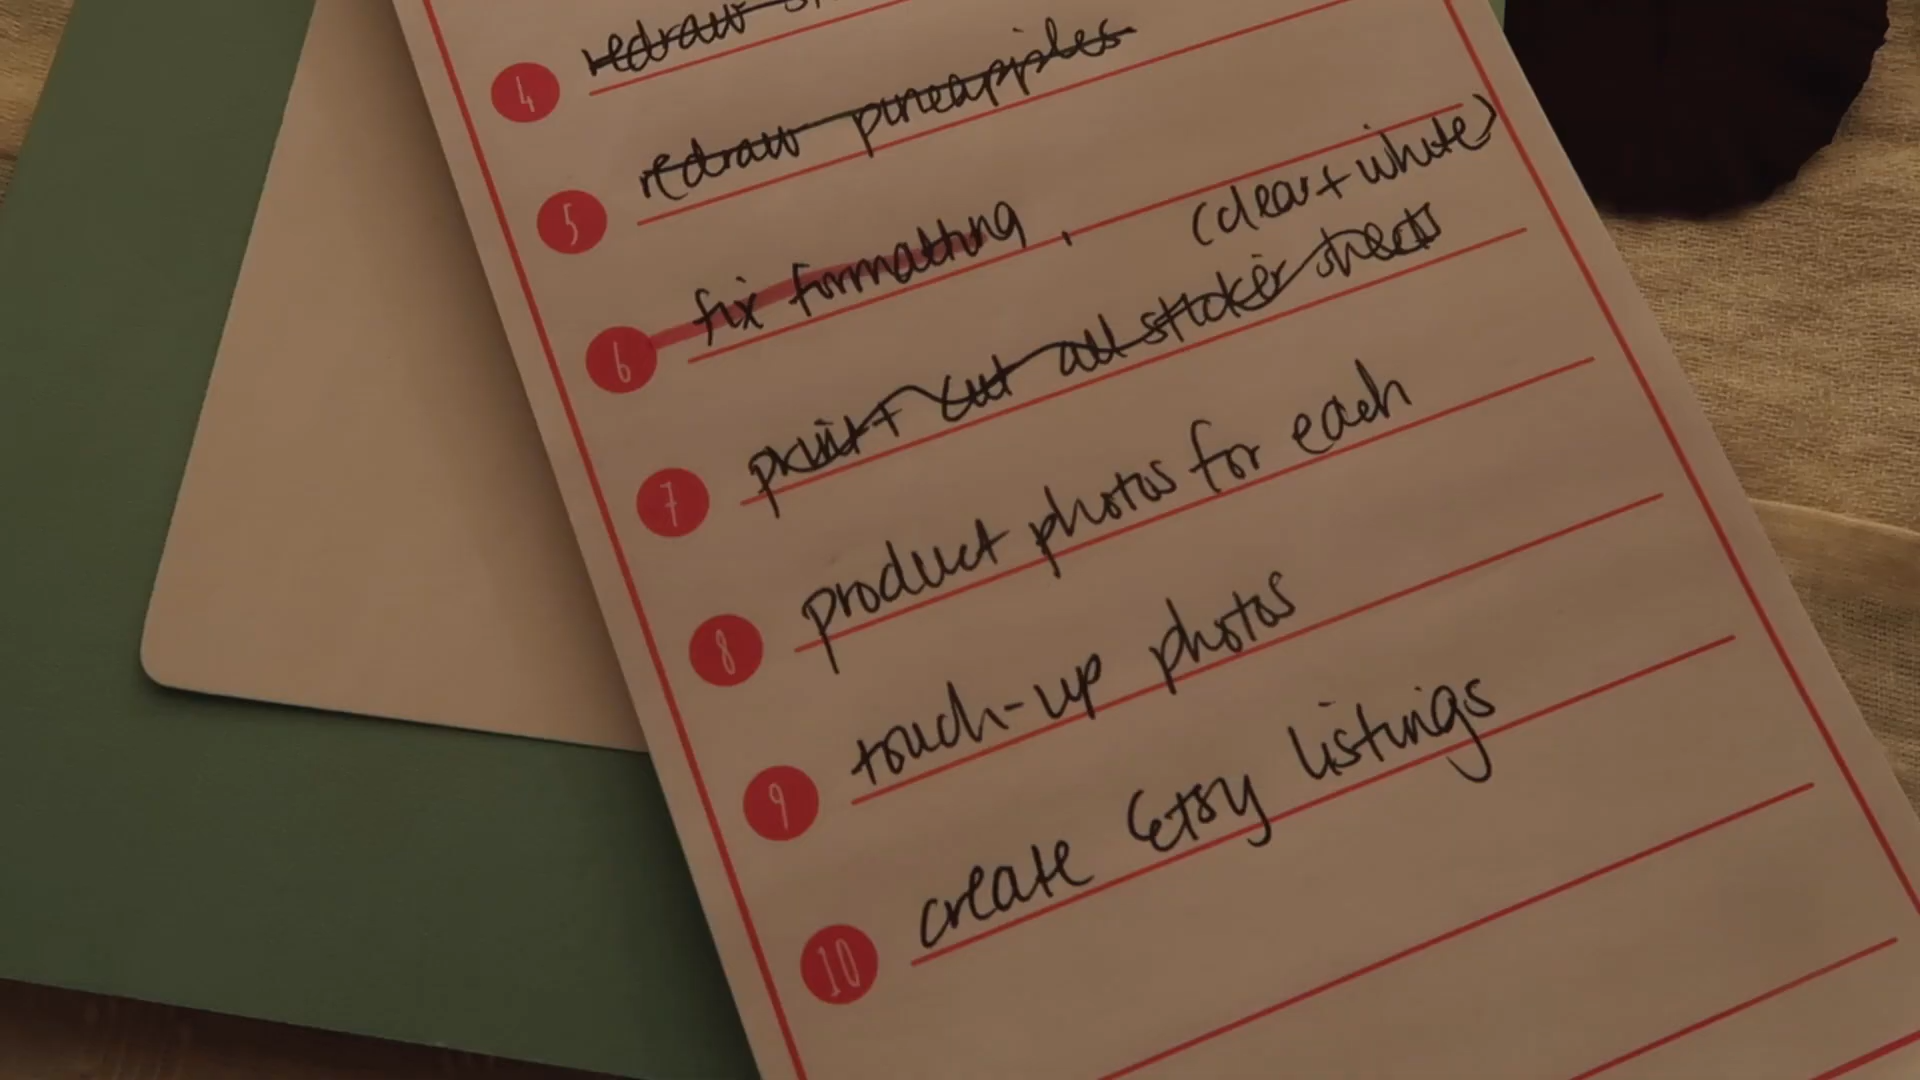 4 redraw
5 redraw pineapples
6 fix formatting. (clear + white)
7 print + cut all sticker sheets
8 product photos for each
9 touch-up photos
10 create Etsy listings